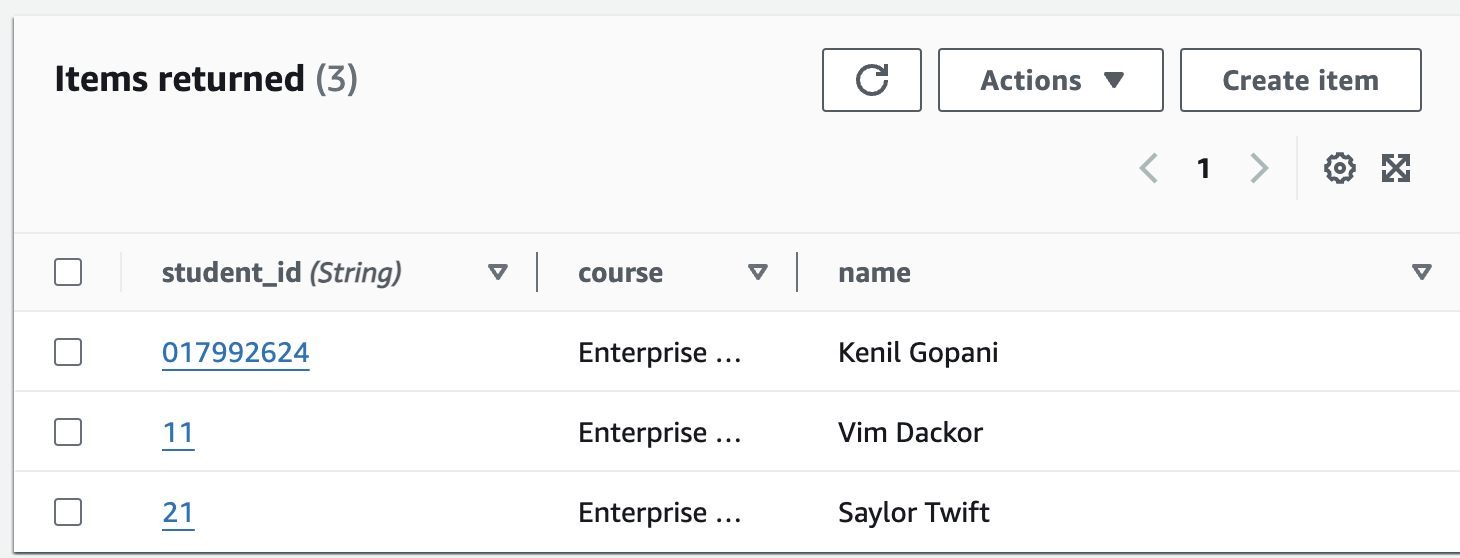 Items returned (3)
Actions
Create item
1
student_id (String) course name
017992624 Enterprise ... Kenil Gopani
11 Enterprise ... Vim Dackor
21 Enterprise ... Saylor Twift